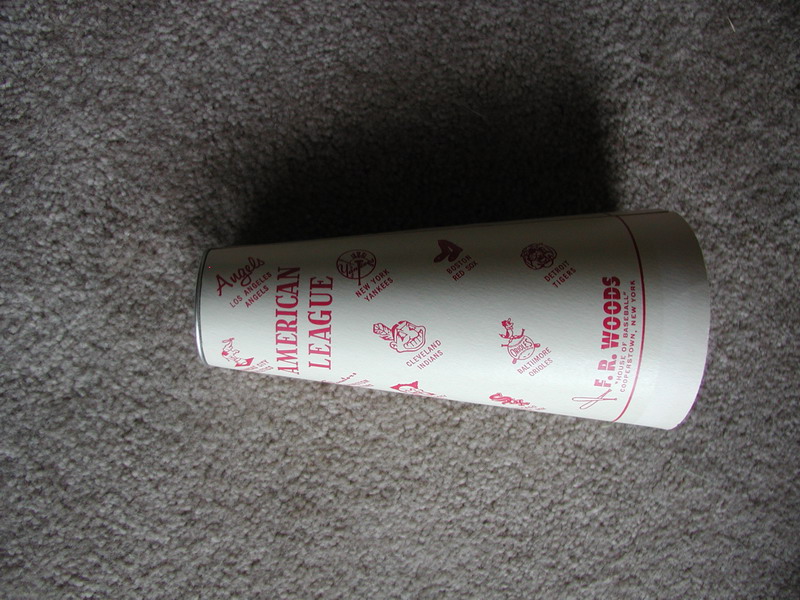 Angels
LOS ANGELES
ANGELS
AMERICAN
LEAGUE
NEW YORK
YANKEES
BOSTON
RED SOX
DETROIT
TIGERS
CLEVELAND
INDIANS
ORIOLES
BALTIMORE
ORIOLES
F. R. WOODS
"HOUSE OF BASEBALL"
COOPERSTOWN, NEW YORK